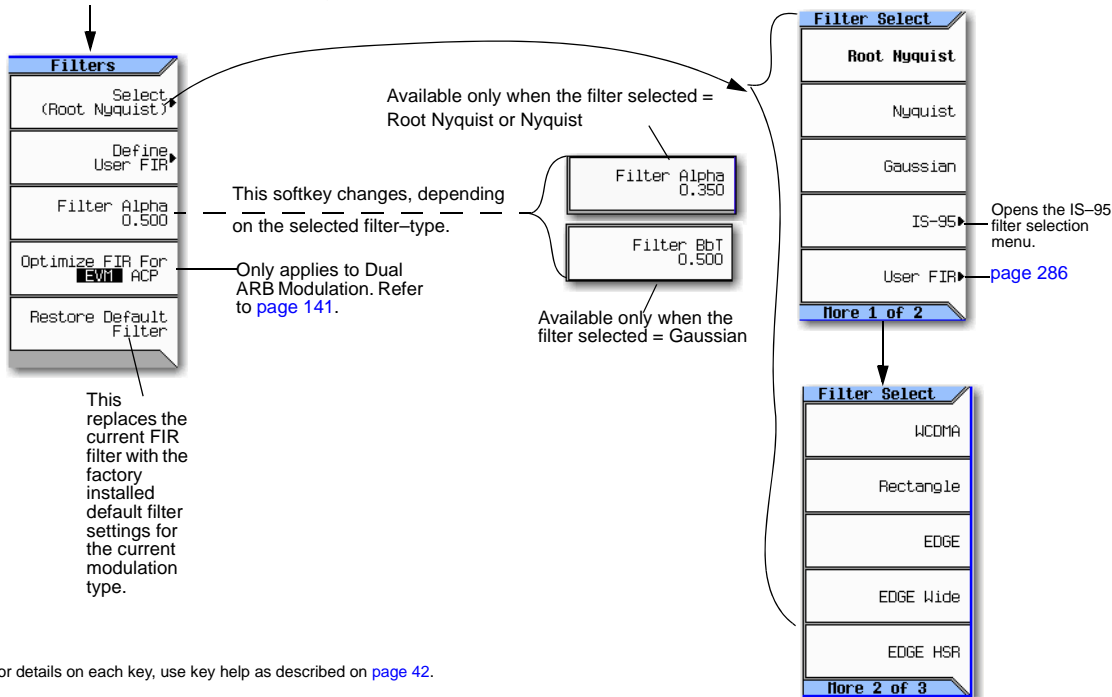 Filters
Select
(Root Nyquist)
Define
User FIR
Filter Alpha
0.500
Optimize FIR For
EVM ACP
Restore Default
Filter
This
replaces the
current FIR
filter with the
factory
installed
default filter
settings for
the current
modulation
type.
This softkey changes, depending
on the selected filter–type.
Only applies to Dual
ARB Modulation. Refer
to page 141.
Available only when the filter selected =
Root Nyquist or Nyquist
Filter Alpha
0.350
Filter BbT
0.500
Available only when the
filter selected = Gaussian
Filter Select
Root Nyquist
Nyquist
Gaussian
IS–95
User FIR
More 1 of 2
Opens the IS–95
filter selection
menu.
page 286
Filter Select
WCDMA
Rectangle
EDGE
EDGE Wide
EDGE HSR
More 2 of 3
or details on each key, use key help as described on page 42.